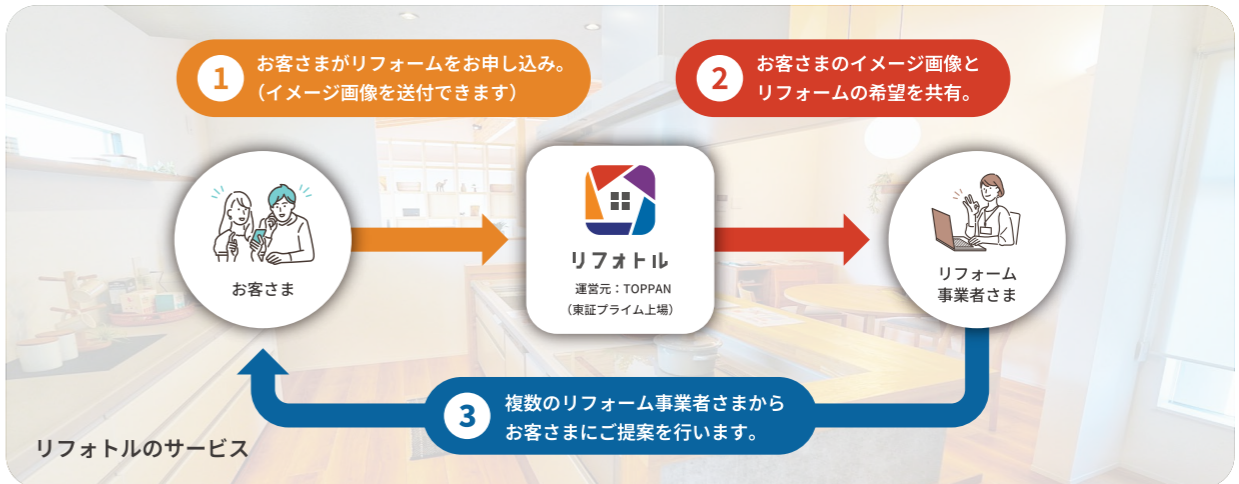 1
お客さまがリフォームをお申し込み。
（イメージ画像を送付できます）
2
お客さまのイメージ画像と
リフォームの希望を共有。
お客さま
リフォトル
運営元：TOPPAN
（東証プライム上場）
リフォーム
事業者さま
3
複数のリフォーム事業者さまから
お客さまにご提案を行います。
リフォトルのサービス